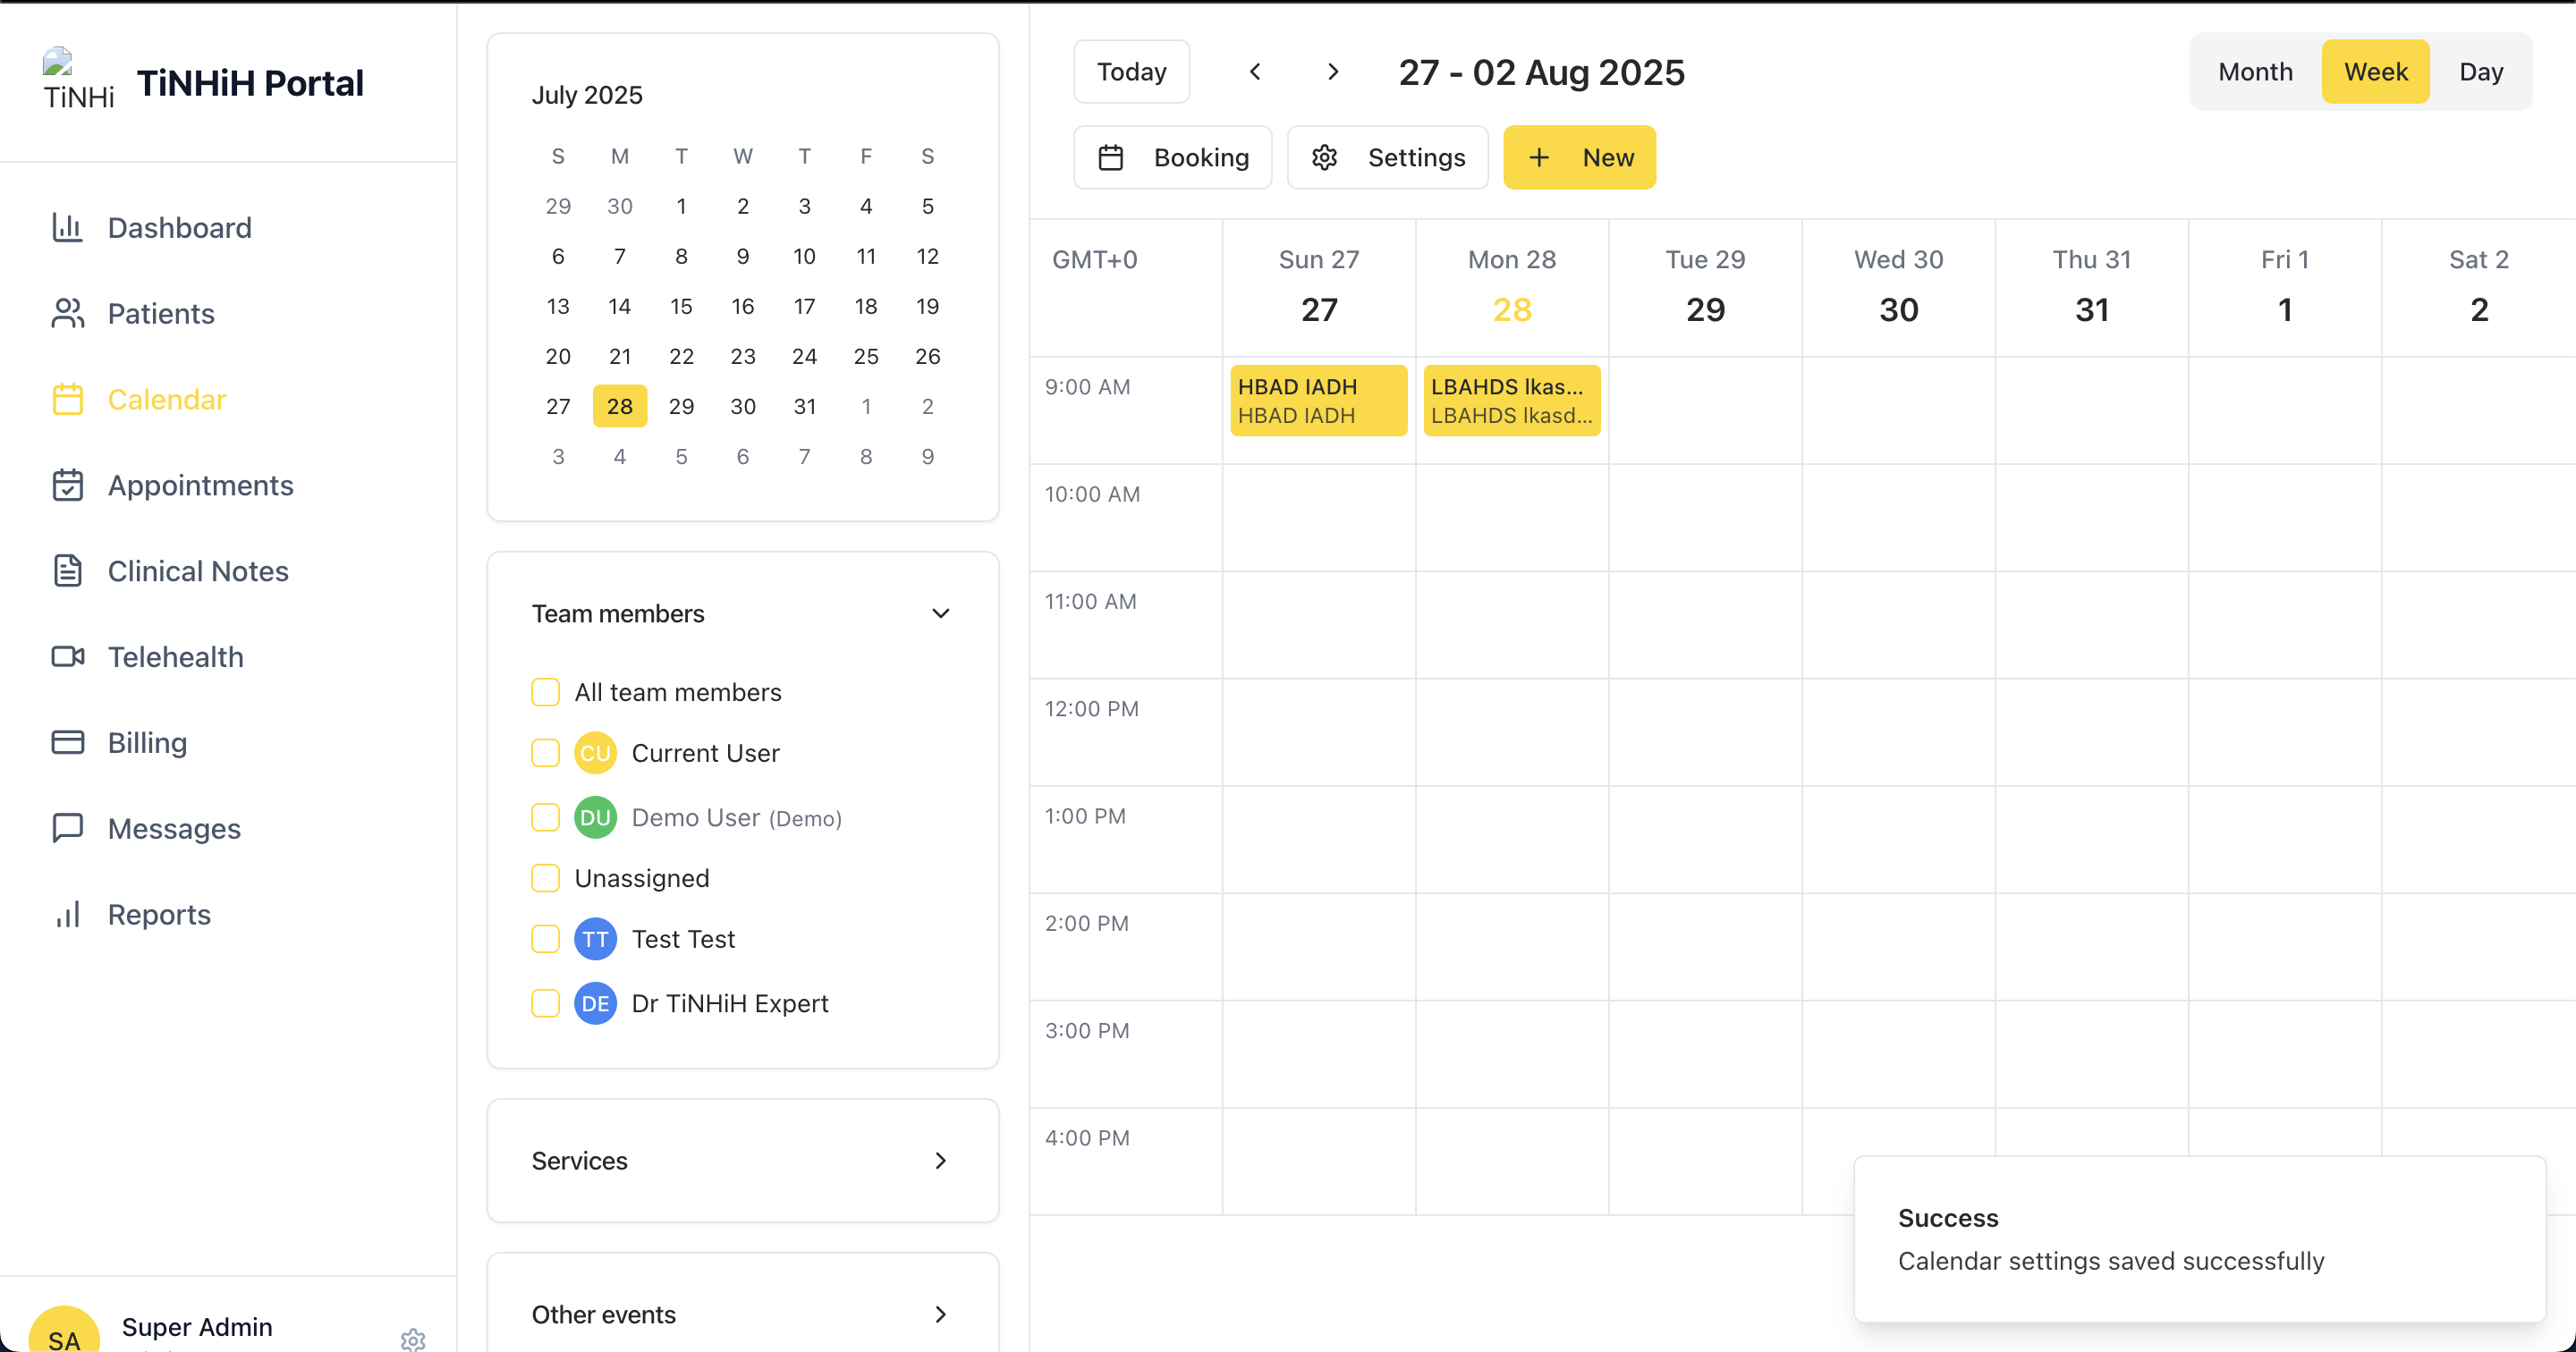 TiNHi
TiNHiH Portal
Dashboard
Patients
Calendar
Appointments
Clinical Notes
Telehealth
Billing
Messages
Reports
SA
Super Admin
July 2025
S M T W T F S
29 30 1 2 3 4 5
6 7 8 9 10 11 12
13 14 15 16 17 18 19
20 21 22 23 24 25 26
27 28 29 30 31 1 2
3 4 5 6 7 8 9
Team members
All team members
CU Current User
DU Demo User (Demo)
Unassigned
TT Test Test
DE Dr TiNHiH Expert
Services
Other events
Today
27 - 02 Aug 2025
Month Week Day
Booking Settings New
GMT+0 Sun 27 Mon 28 Tue 29 Wed 30 Thu 31 Fri 1 Sat 2
27 28 29 30 31 1 2
9:00 AM
HBAD IADH
HBAD IADH
LBAHDS lkas...
LBAHDS lkasd...
10:00 AM
11:00 AM
12:00 PM
1:00 PM
2:00 PM
3:00 PM
4:00 PM
Success
Calendar settings saved successfully